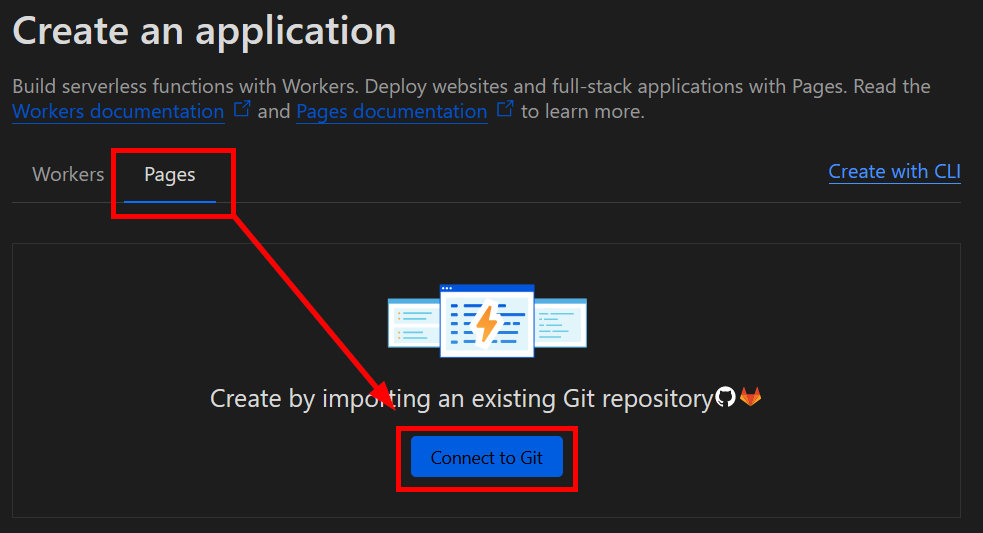 Create an application
Build serverless functions with Workers. Deploy websites and full-stack applications with Pages. Read the
Workers documentation and Pages documentation to learn more.
Workers Pages Create with CLI
Create by importing an existing Git repository
Connect to Git